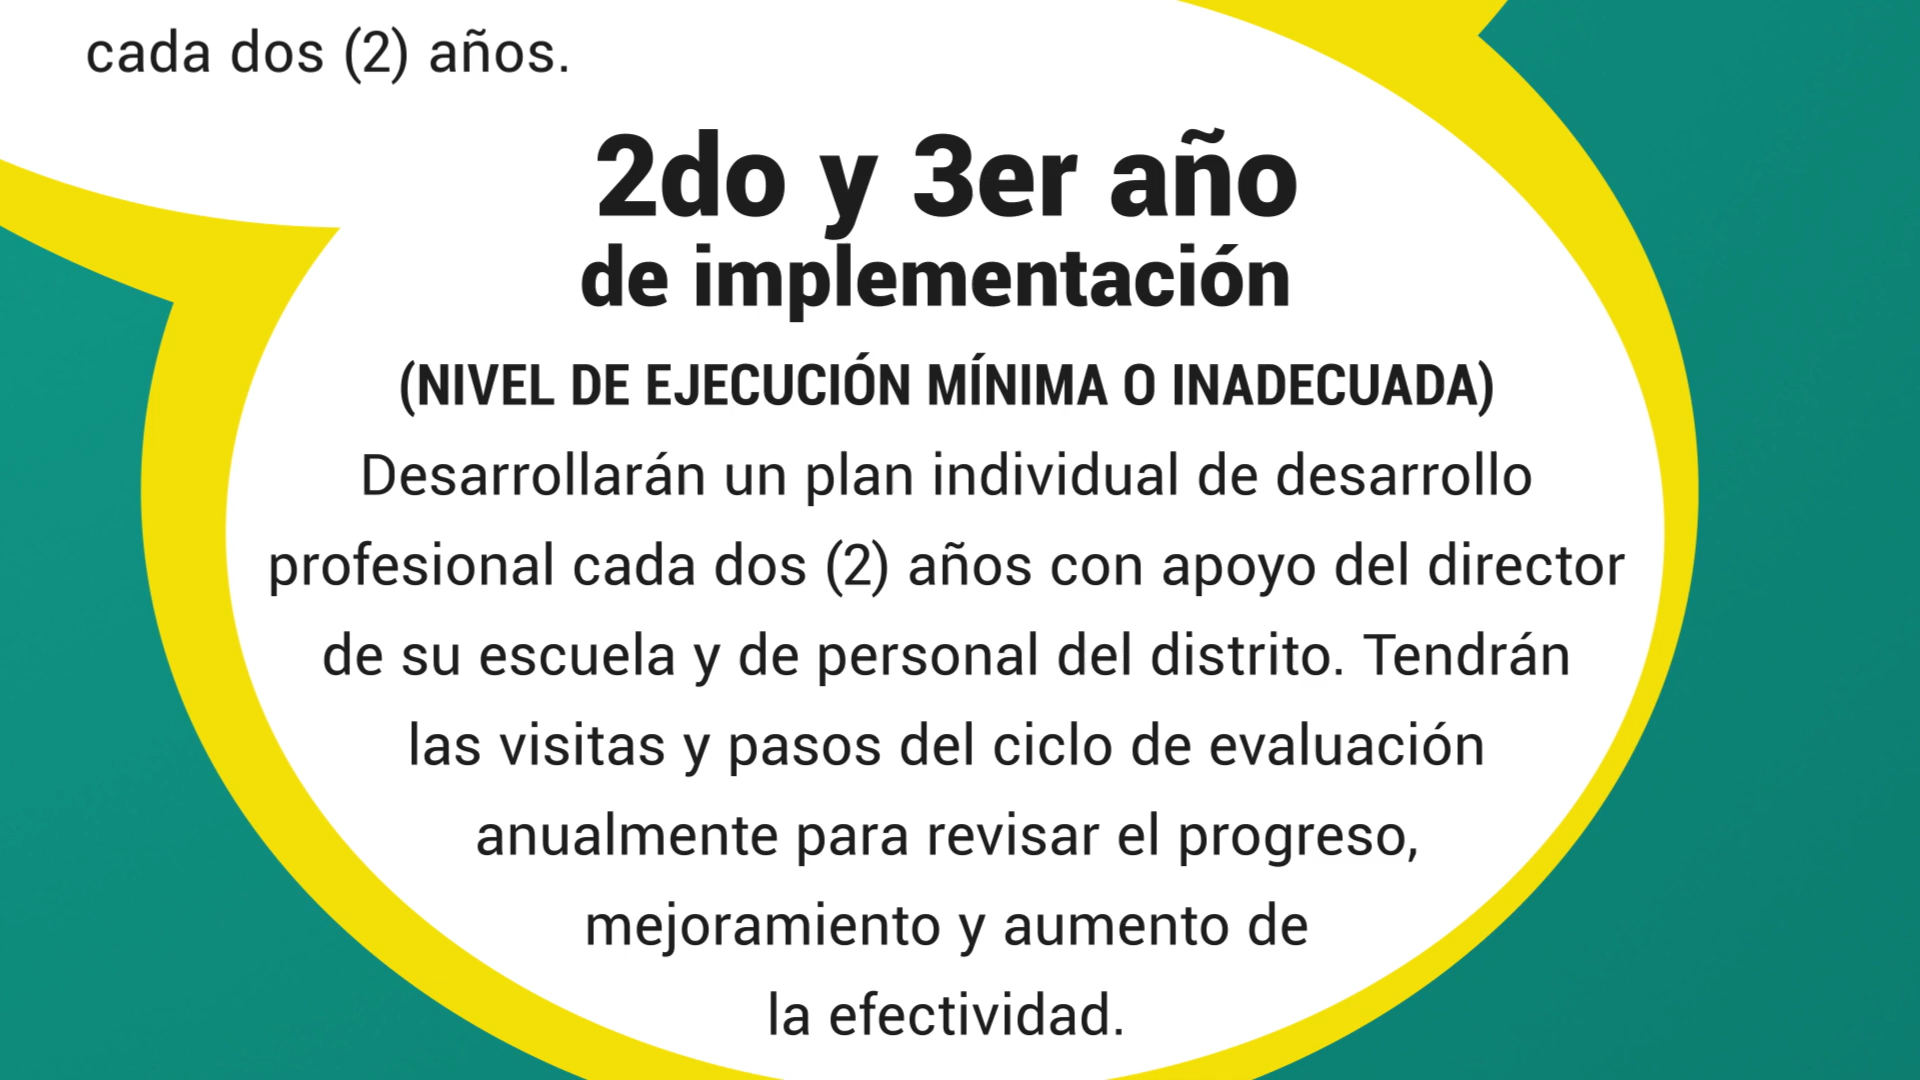 cada dos (2) años.
2do y 3er año
de implementación
(NIVEL DE EJECUCIÓN MÍNIMA O INADECUADA)
Desarrollarán un plan individual de desarrollo
profesional cada dos (2) años con apoyo del director
de su escuela y de personal del distrito. Tendrán
las visitas y pasos del ciclo de evaluación
anualmente para revisar el progreso,
mejoramiento y aumento de
la efectividad.